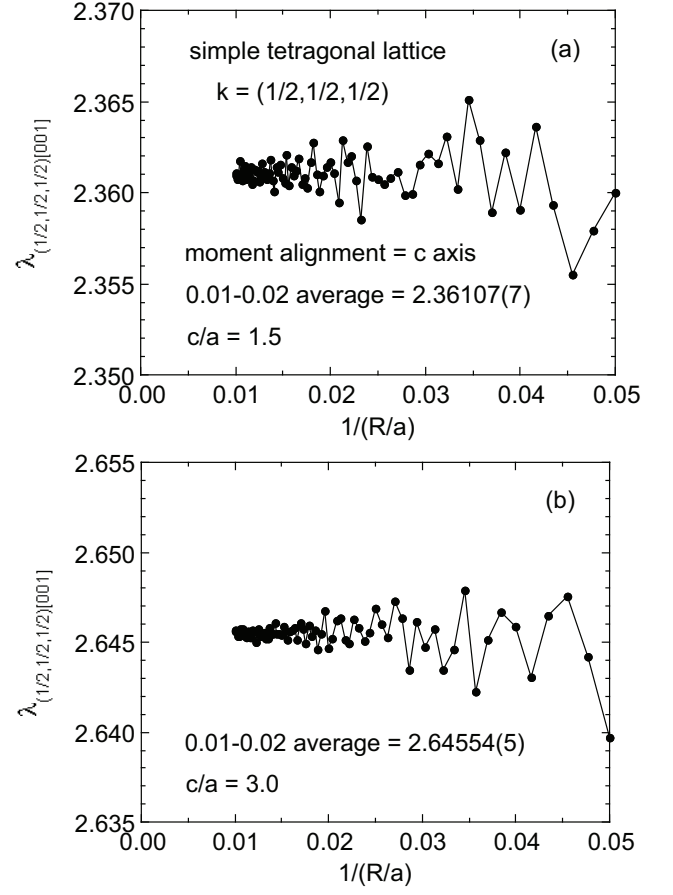 2.370
simple tetragonal lattice
(a)
k = (1/2,1/2,1/2)
2.365
2.360
2.355
2.350
λ(1/2,1/2,1/2)[001]
moment alignment = c axis
0.01-0.02 average = 2.36107(7)
c/a = 1.5
0.00 0.01 0.02 0.03 0.04 0.05
1/(R/a)
2.655
(b)
2.650
2.645
2.640
2.635
λ(1/2,1/2,1/2)[001]
0.01-0.02 average = 2.64554(5)
c/a = 3.0
0.00 0.01 0.02 0.03 0.04 0.05
1/(R/a)